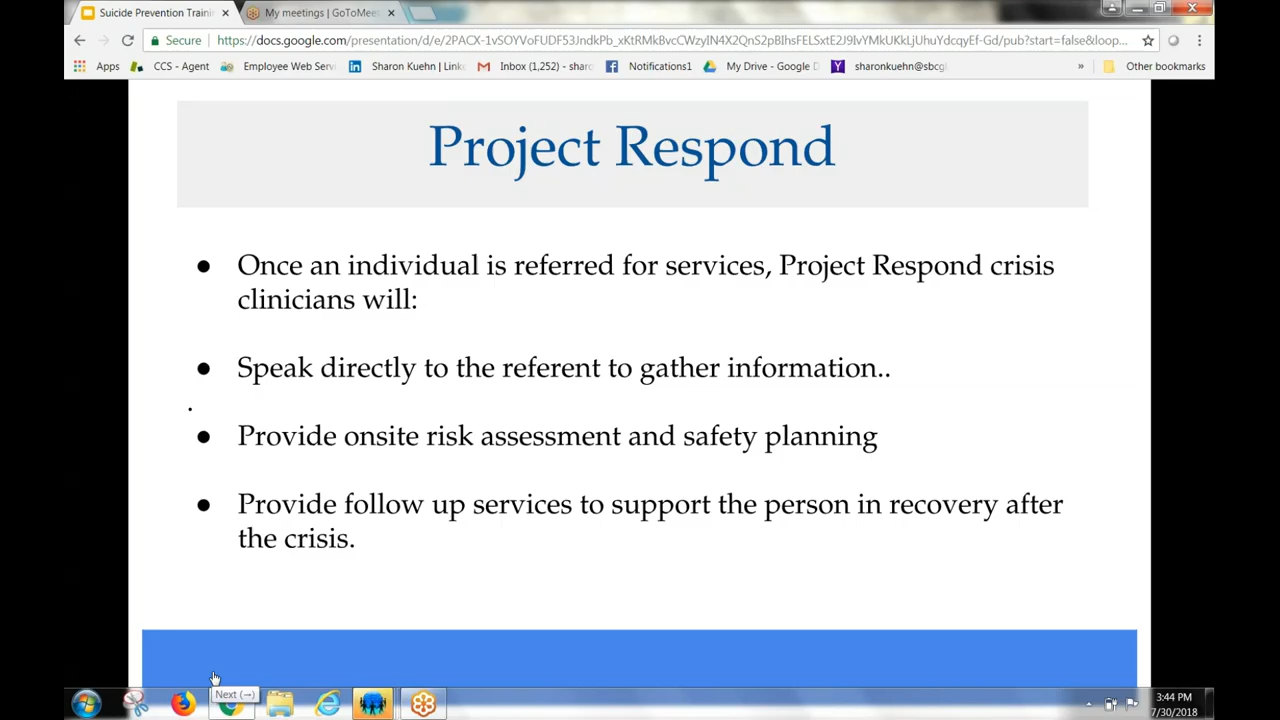 Suicide Prevention Traini
My meetings | GoToMee
Secure
https://docs.google.com/presentation/d/e/2PACX-1vSOYVoFUDF53JndkPb_xKtRMkBvcCWzyIN4X2QnS2pBlhsFELSxtE2J9IvYMkUKkLjUhuYdcqyEf-Gd/pub?start=false&loop...
Apps CCS - Agent Employee Web Servi Sharon Kuehn | Link Inbox (1,252) - sharo Notifications1 My Drive - Google D sharonkuehn@sbcgl » Other bookmarks
Project Respond
● Once an individual is referred for services, Project Respond crisis
clinicians will:
● Speak directly to the referent to gather information..
.
● Provide onsite risk assessment and safety planning
● Provide follow up services to support the person in recovery after
the crisis.
Next (→)
3:44 PM
7/30/2018